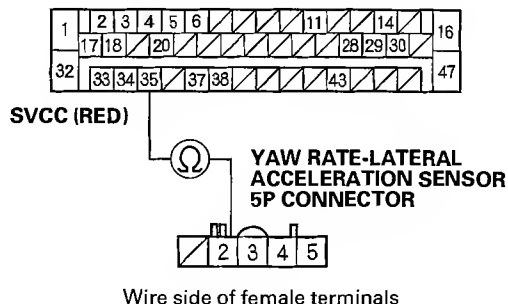 1 2 3 4 5 6 11 14 16
17 18 20 28 29 30
32 33 34 35 37 38 43 47
SVCC (RED)
Ω
YAW RATE-LATERAL
ACCELERATION SENSOR
5P CONNECTOR
2 3 4 5
Wire side of female terminals